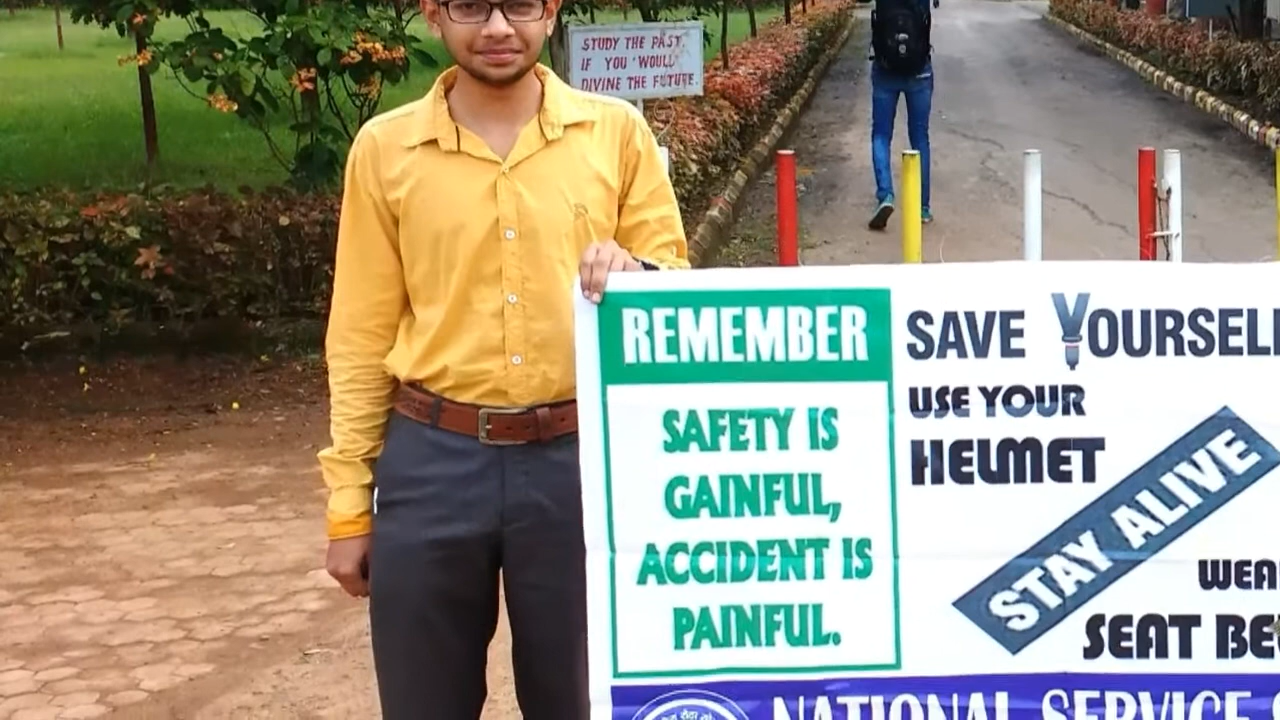 STUDY THE PAST,
IF YOU 'WOULD'
DIVINE THE FUTURE.
REMEMBER
SAFETY IS
GAINFUL,
ACCIDENT IS
PAINFUL.
SAVE YOURSELF
USE YOUR
HELMET
STAY ALIVE
WEAR
SEAT BE
NATIONAL SERVICE